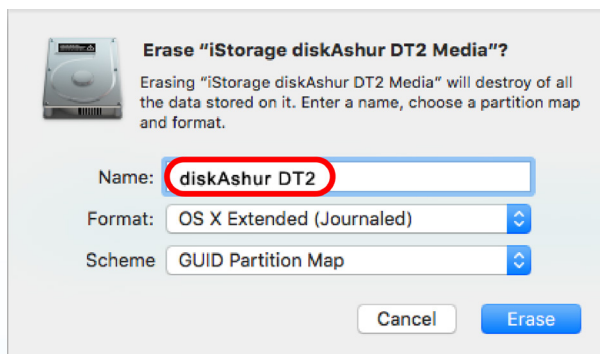 Erase “iStorage diskAshur DT2 Media”?
Erasing “iStorage diskAshur DT2 Media” will destroy of all
the data stored on it. Enter a name, choose a partition map
and format.
Name: diskAshur DT2
Format: OS X Extended (Journaled)
Scheme GUID Partition Map
Cancel Erase